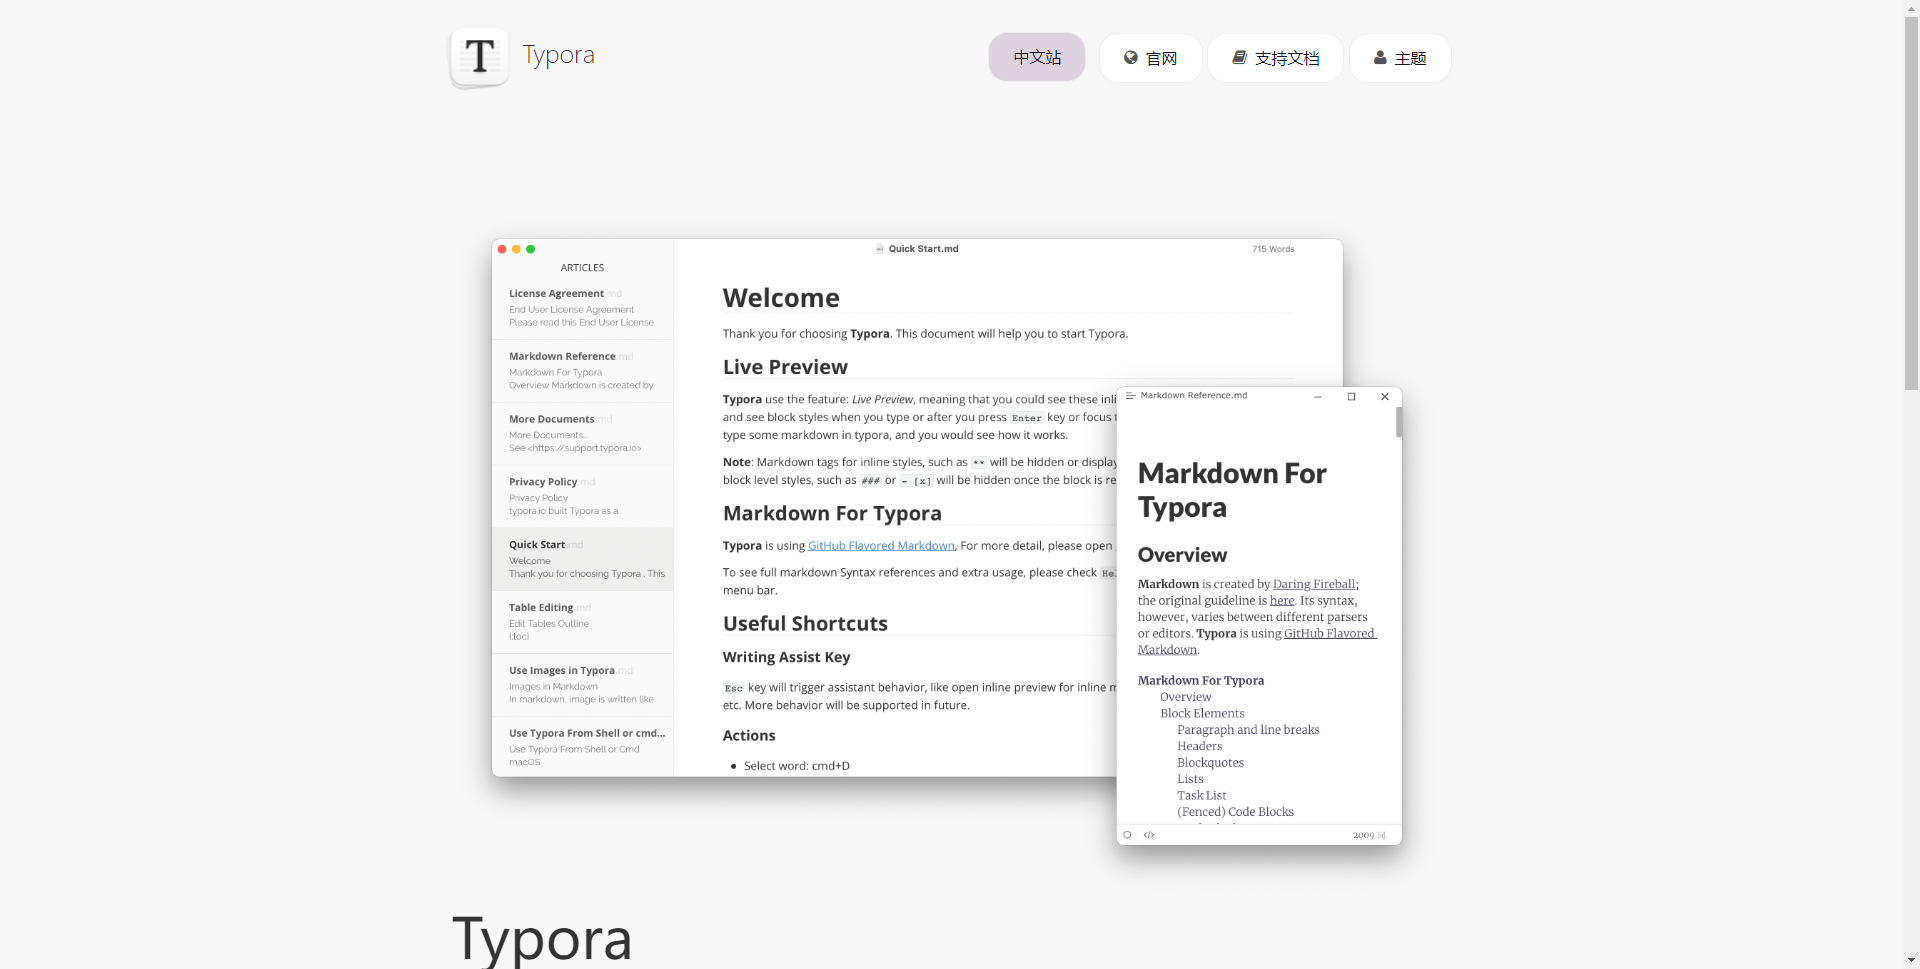 T Typora
中文站 官网 支持文档 主题
Quick Start.md
715 Words
ARTICLES
License Agreement.md
End User License Agreement
Please read this End User License
Markdown Reference.md
Markdown For Typora
Overview Markdown is created by
More Documents.md
More Documents...
See <https://support.typora.io>
Privacy Policy.md
Privacy Policy
typora.io built Typora as a
Quick Start.md
Welcome
Thank you for choosing Typora . This
Table Editing.md
Edit Tables Outline
[toc]
Use Images in Typora.md
Images in Markdown
In markdown, image is written like
Use Typora From Shell or cmd...
Use Typora From Shell or Cmd
macOS
Welcome
Thank you for choosing Typora. This document will help you to start Typora.
Live Preview
Typora use the feature: Live Preview, meaning that you could see these inli
and see block styles when you type or after you press Enter key or focus
type some markdown in typora, and you would see how it works.
Note: Markdown tags for inline styles, such as ** will be hidden or display
block level styles, such as ### or - [x] will be hidden once the block is re
Markdown For Typora
Typora is using GitHub Flavored Markdown, For more detail, please open
To see full markdown Syntax references and extra usage, please check Hel
menu bar.
Useful Shortcuts
Writing Assist Key
Esc key will trigger assistant behavior, like open inline preview for inline m
etc. More behavior will be supported in future.
Actions
• Select word: cmd+D
Markdown Reference.md
Markdown For
Typora
Overview
Markdown is created by Daring Fireball;
the original guideline is here. Its syntax,
however, varies between different parsers
or editors. Typora is using GitHub Flavored
Markdown.
Markdown For Typora
Overview
Block Elements
Paragraph and line breaks
Headers
Blockquotes
Lists
Task List
(Fenced) Code Blocks
</> 2009 词
Typora